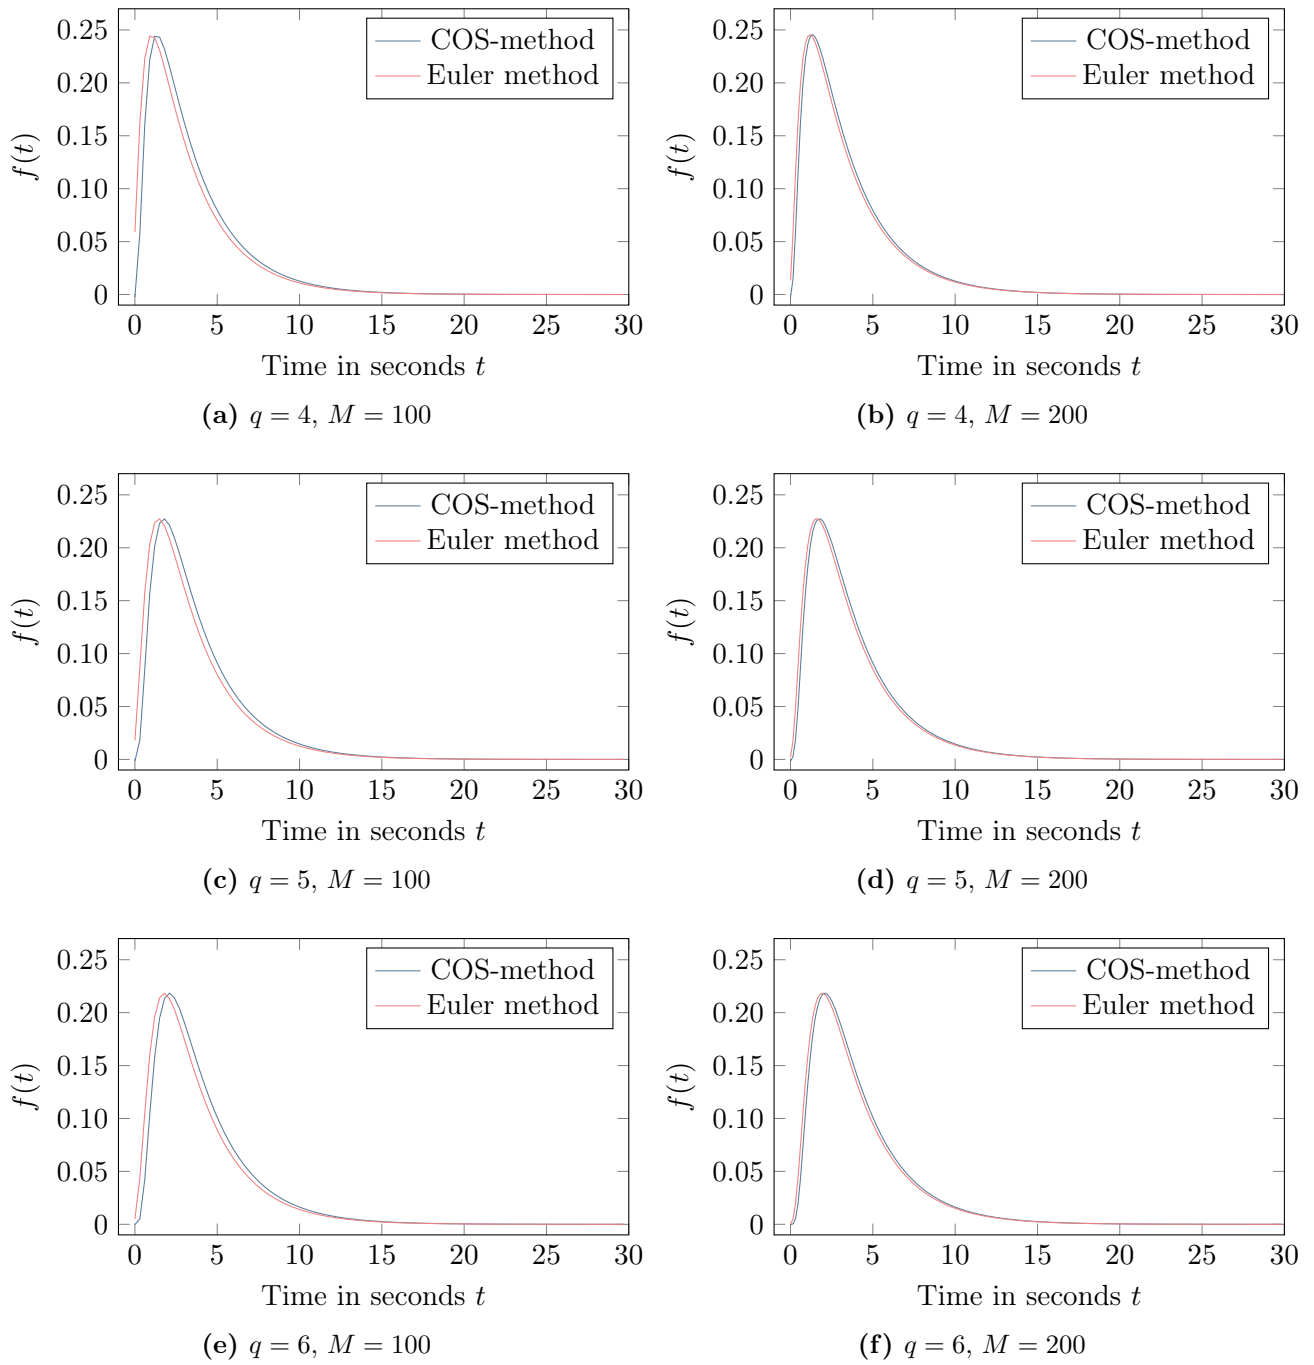 0.25
0.20
0.15
0.10
0.05
0
f(t)
0 5 10 15 20 25 30
Time in seconds t
COS-method
Euler method
(a) q = 4, M = 100
0.25
0.20
0.15
0.10
0.05
0
f(t)
0 5 10 15 20 25 30
Time in seconds t
COS-method
Euler method
(b) q = 4, M = 200
0.25
0.20
0.15
0.10
0.05
0
f(t)
0 5 10 15 20 25 30
Time in seconds t
COS-method
Euler method
(c) q = 5, M = 100
0.25
0.20
0.15
0.10
0.05
0
f(t)
0 5 10 15 20 25 30
Time in seconds t
COS-method
Euler method
(d) q = 5, M = 200
0.25
0.20
0.15
0.10
0.05
0
f(t)
0 5 10 15 20 25 30
Time in seconds t
COS-method
Euler method
(e) q = 6, M = 100
0.25
0.20
0.15
0.10
0.05
0
f(t)
0 5 10 15 20 25 30
Time in seconds t
COS-method
Euler method
(f) q = 6, M = 200